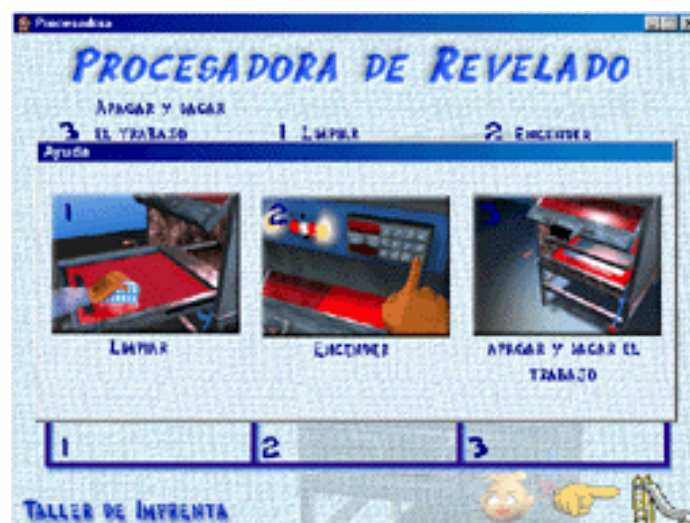 Procesadora
PROCESADORA DE REVELADO
APAGAR Y SACAR
3 EL TRABAJO
1 LIMPIAR
2 ENCENDER
Ayuda
1
2
3
LIMPIAR
ENCENDER
APAGAR Y SACAR EL
TRABAJO
1
2
3
TALLER DE IMPRENTA